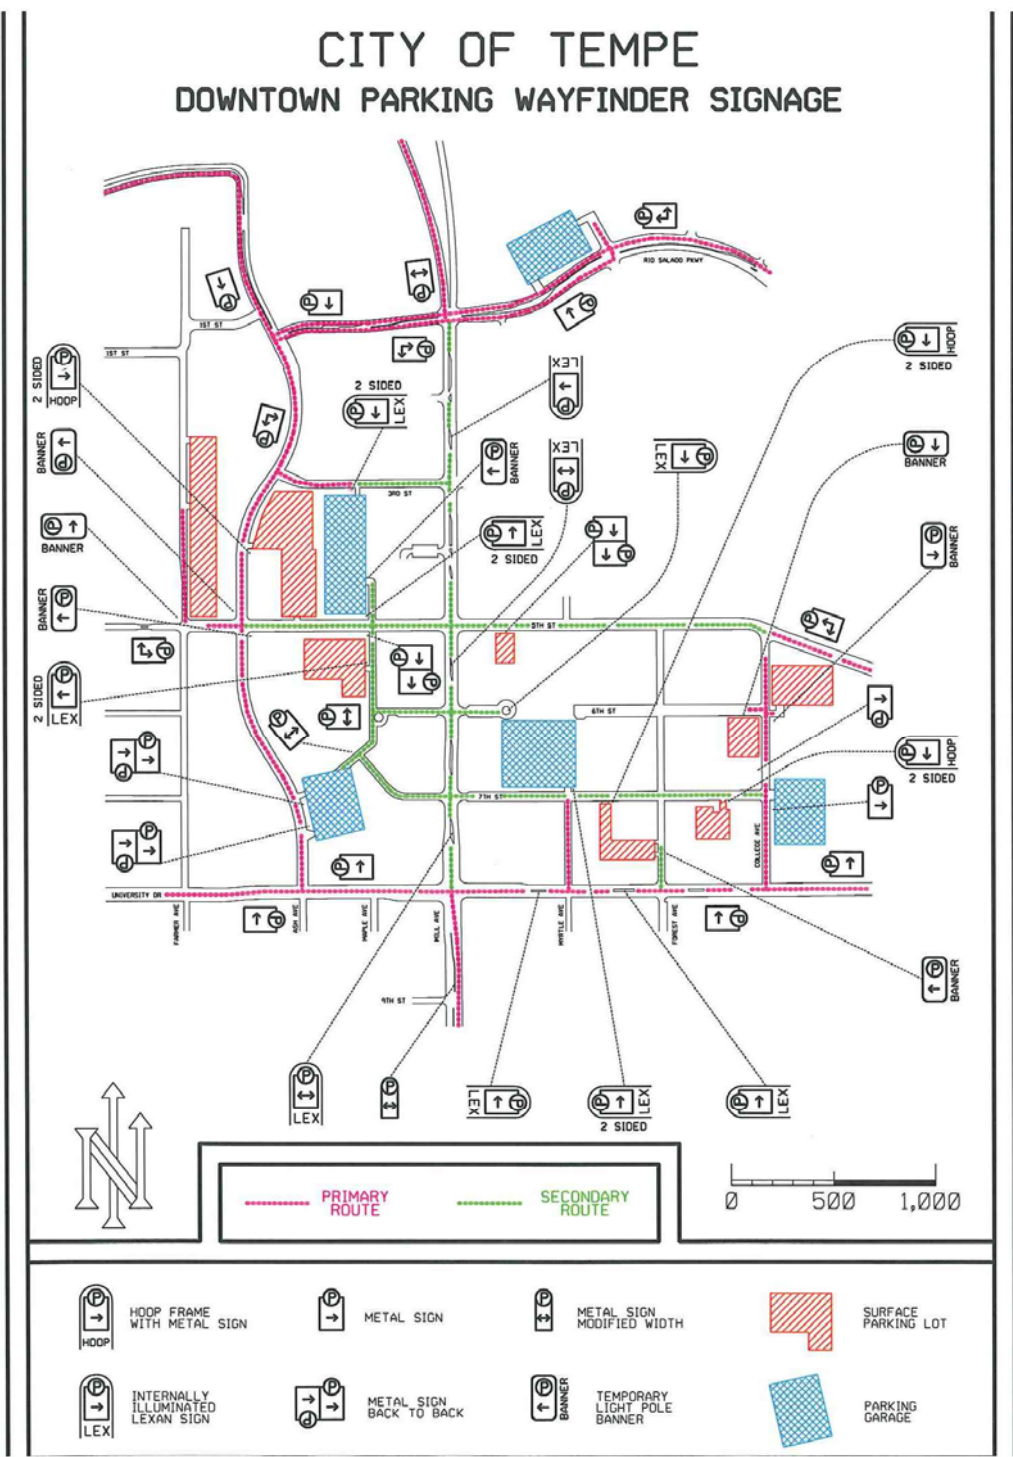 CITY OF TEMPE
DOWNTOWN PARKING WAYFINDER SIGNAGE
P
RIO SALADO PKWY
P
P
P
P
1ST ST
1ST ST
P
P HOOP
2 SIDED
2 SIDED
P
HOOP
P
2 SIDED
P LEX
LEX
P
BANNER
P
P
BANNER
P
BANNER
LEX
P
LEX
P
3RD ST
P
BANNER
P
LEX
2 SIDED
P
P
P
BANNER
BANNER
P
5TH ST
P
P
P
P
2 SIDED
P
LEX
P
P
P
6TH ST
P
P
P
P HOOP
2 SIDED
P
P
P
7TH ST
COLLEGE AVE
P
P
UNIVERSITY DR
FARMER AVE
ASH AVE
MAPLE AVE
MILL AVE
MYRTLE AVE
FOREST AVE
P
P
P
BANNER
9TH ST
P
LEX
P
LEX P
P LEX
2 SIDED
P LEX
N
PRIMARY
ROUTE
SECONDARY
ROUTE
0 500 1,000
P
HOOP
HOOP FRAME
WITH METAL SIGN
P
METAL SIGN
P
METAL SIGN
MODIFIED WIDTH
SURFACE
PARKING LOT
P
LEX
INTERNALLY
ILLUMINATED
LEXAN SIGN
P
P
METAL SIGN
BACK TO BACK
P
BANNER
TEMPORARY
LIGHT POLE
BANNER
PARKING
GARAGE